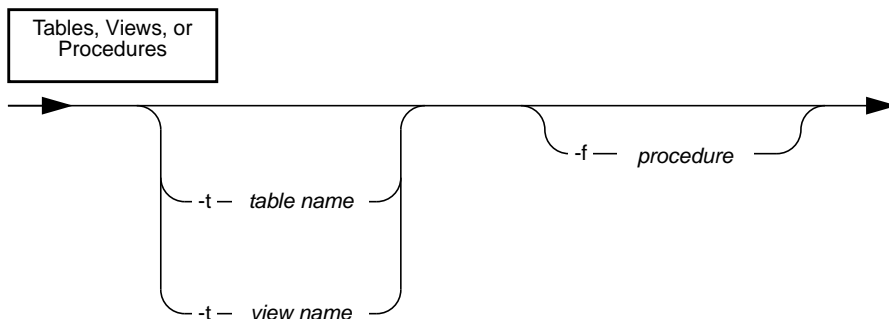 Tables, Views, or
Procedures
-f procedure
-t table name
-t view name